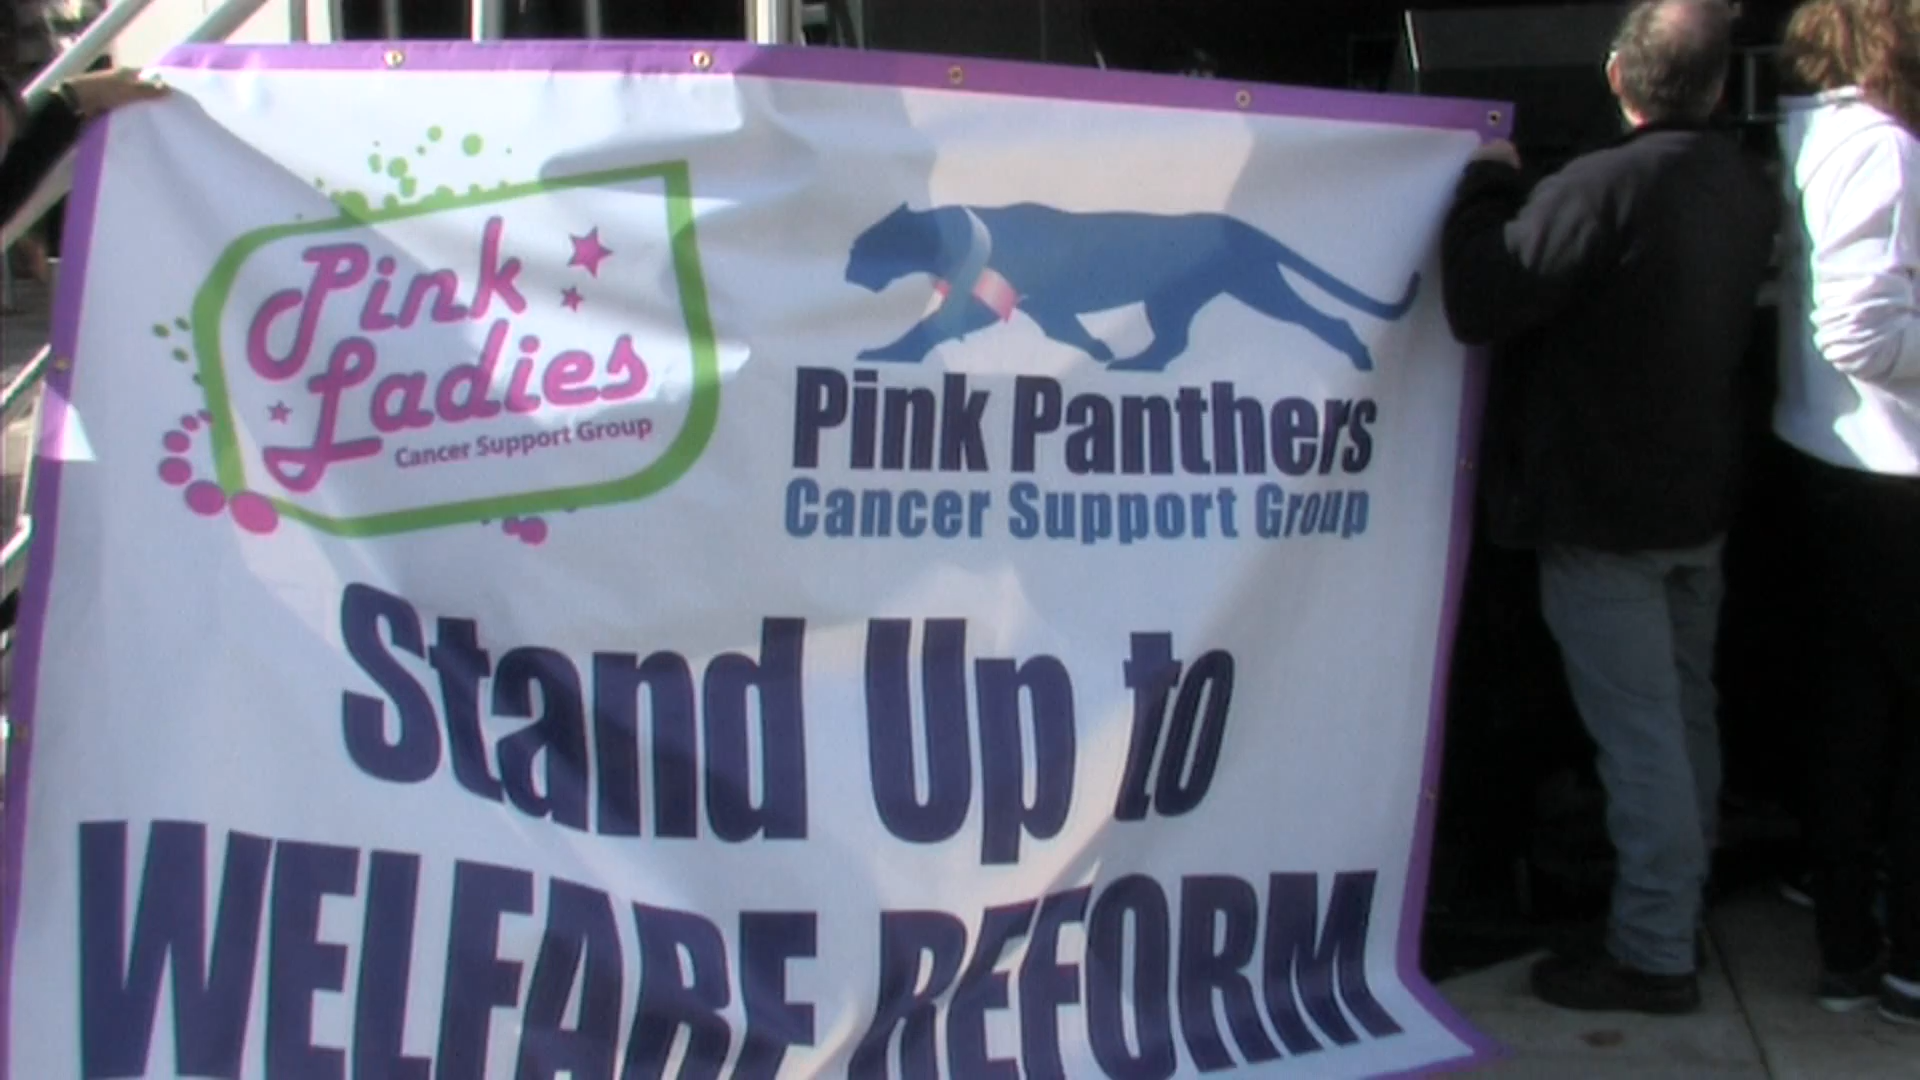 Pink
Ladies
Cancer Support Group
Pink Panthers
Cancer Support Group
Stand Up to
WELFARE REFORM